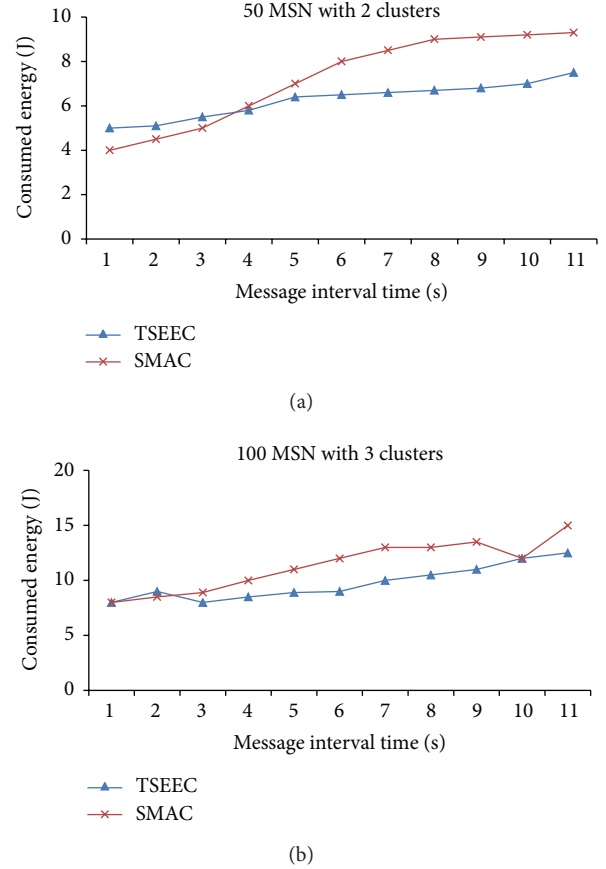 50 MSN with 2 clusters
Consumed energy (J)
10
8
6
4
2
0
1 2 3 4 5 6 7 8 9 10 11
Message interval time (s)
TSEEC
SMAC
(a)
100 MSN with 3 clusters
Consumed energy (J)
20
15
10
5
0
1 2 3 4 5 6 7 8 9 10 11
Message interval time (s)
TSEEC
SMAC
(b)